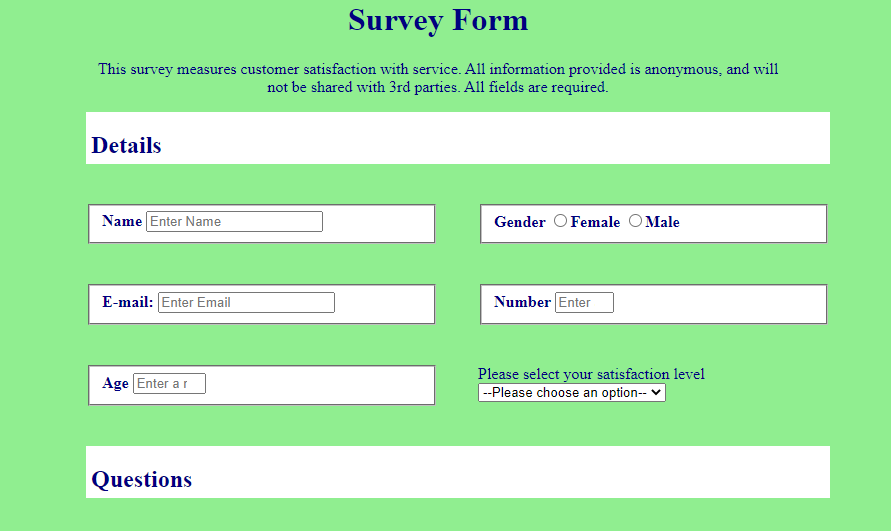 Survey Form
This survey measures customer satisfaction with service. All information provided is anonymous, and will
not be shared with 3rd parties. All fields are required.
Details
Name Enter Name
Gender Female Male
E-mail: Enter Email
Number Enter
Age Enter a r
Please select your satisfaction level
--Please choose an option--
Questions